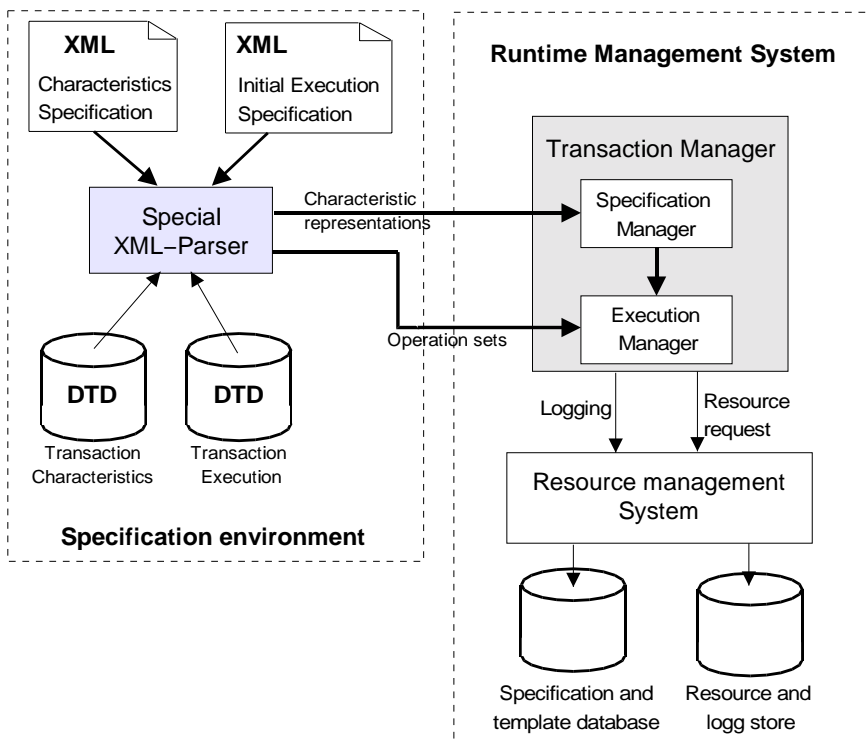 XML
Characteristics
Specification
XML
Initial Execution
Specification
Special
XML–Parser
DTD
Transaction
Characteristics
DTD
Transaction
Execution
Specification environment
Characteristic
representations
Operation sets
Runtime Management System
Transaction Manager
Specification
Manager
Execution
Manager
Logging
Resource
request
Resource management
System
Specification and
template database
Resource and
logg store